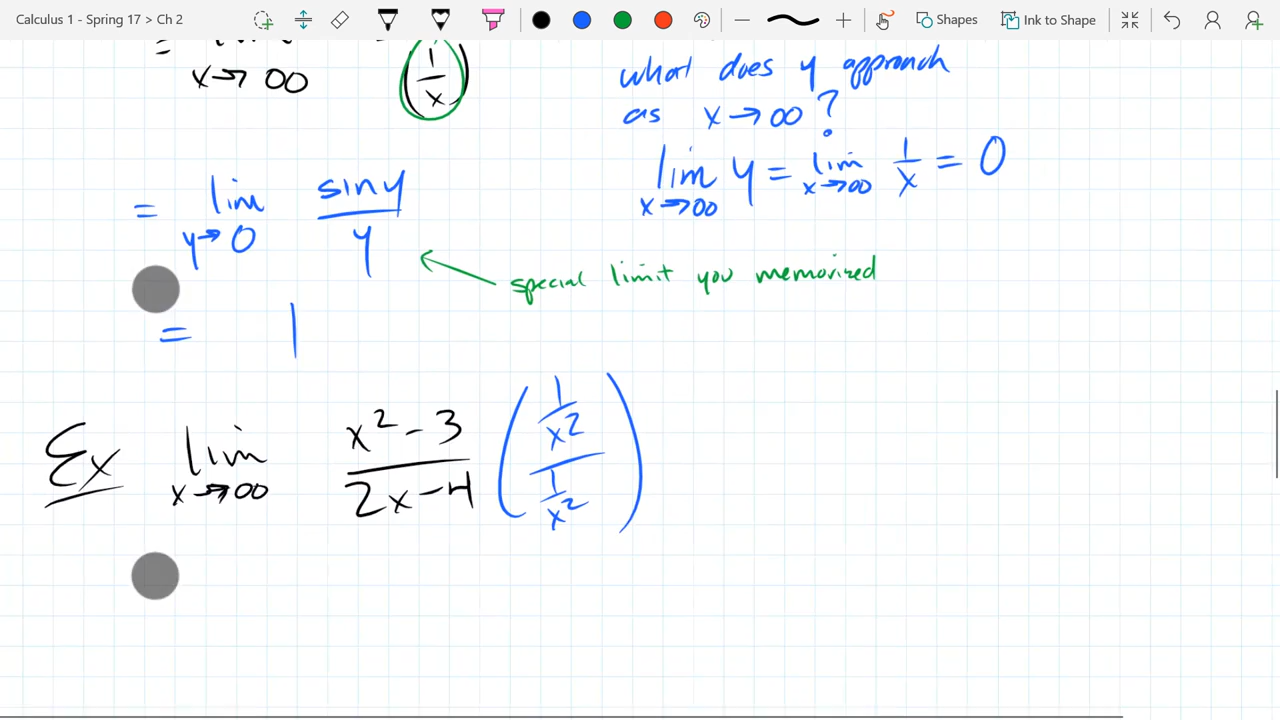 Calculus 1 - Spring 17 > Ch 2 Shapes Ink to Shape
= lim
x→∞ (1/x)
what does y approach
as x→∞?
lim x→∞ y = lim x→∞ 1/x = 0
= lim y→0 sin y / y
special limit you memorized
= 1
Ex lim x→∞ (x² - 3)/(2x - 4) ((1/x²)/(1/x²))